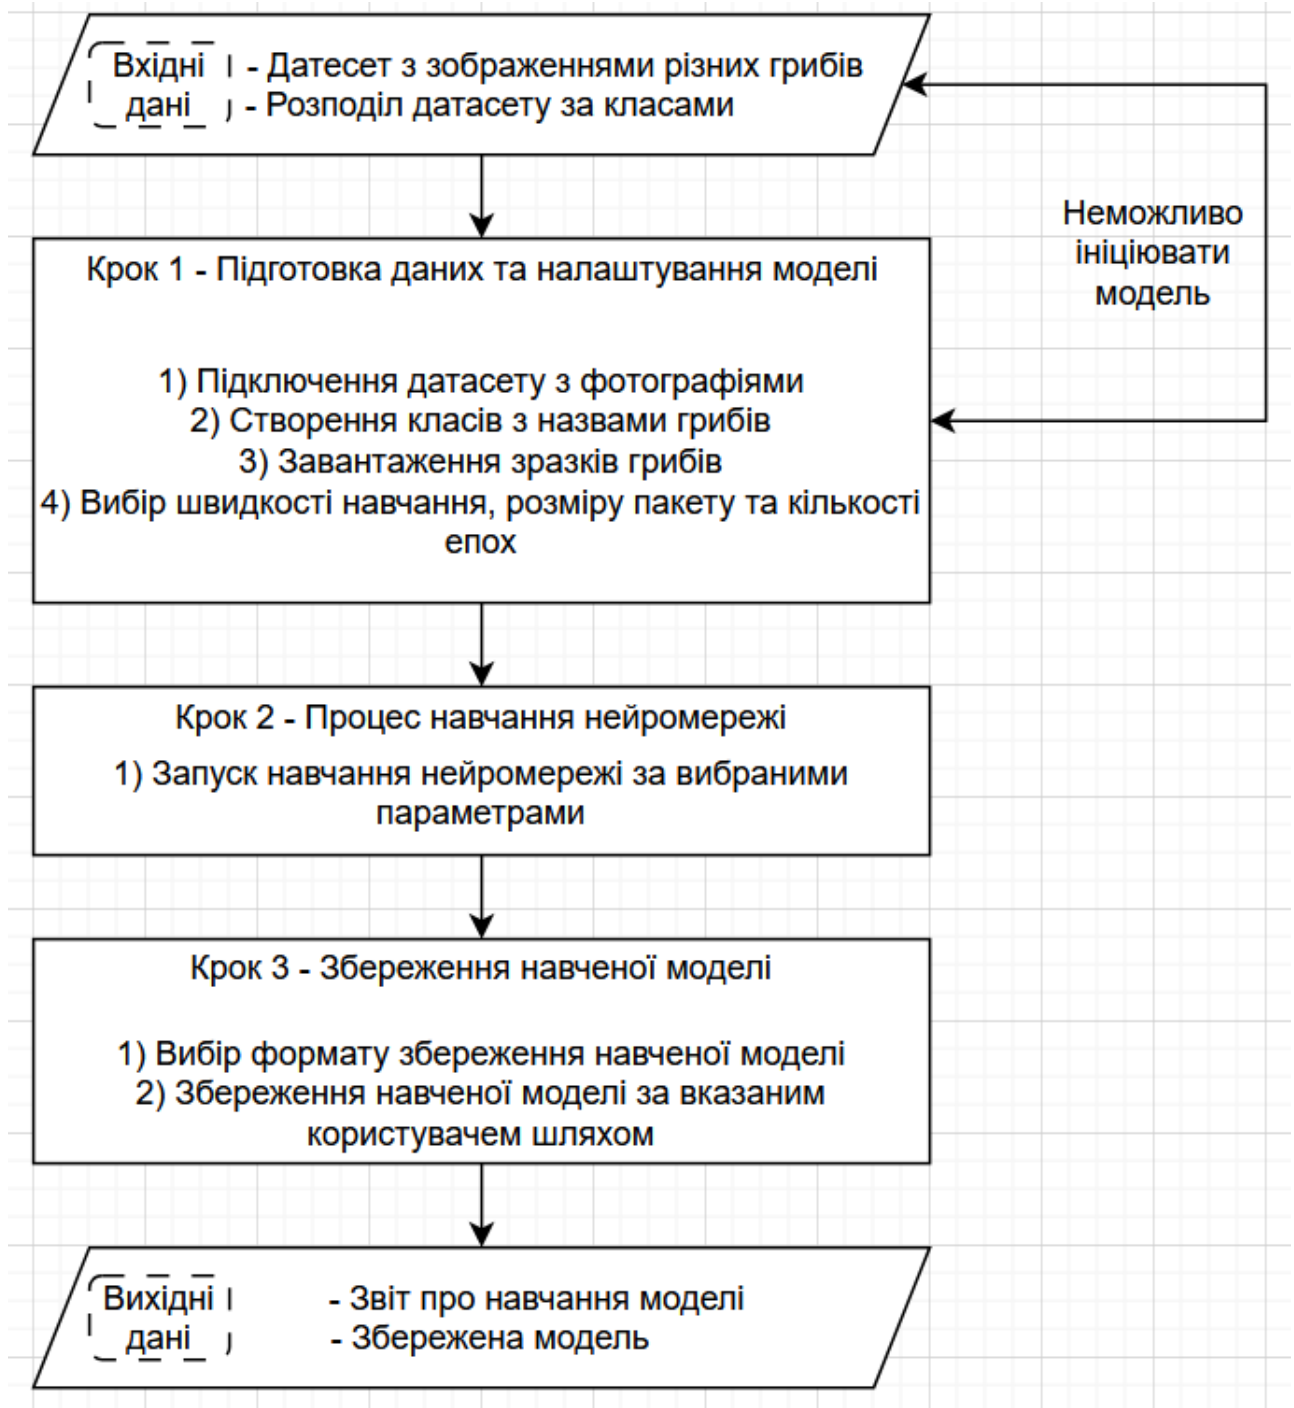 Вхідні
дані
- Датесет з зображеннями різних грибів
- Розподіл датасету за класами
Неможливо
ініціювати
модель
Крок 1 - Підготовка даних та налаштування моделі
1) Підключення датасету з фотографіями
2) Створення класів з назвами грибів
3) Завантаження зразків грибів
4) Вибір швидкості навчання, розміру пакету та кількості
епох
Крок 2 - Процес навчання нейромережі
1) Запуск навчання нейромережі за вибраними
параметрами
Крок 3 - Збереження навченої моделі
1) Вибір формату збереження навченої моделі
2) Збереження навченої моделі за вказаним
користувачем шляхом
Вихідні
дані
- Звіт про навчання моделі
- Збережена модель